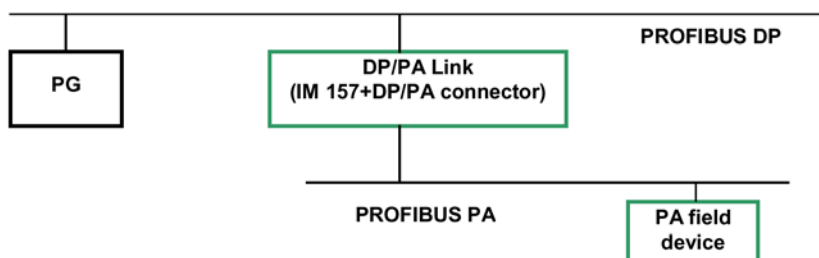 PROFIBUS DP
PG
DP/PA Link
(IM 157+DP/PA connector)
PROFIBUS PA
PA field
device